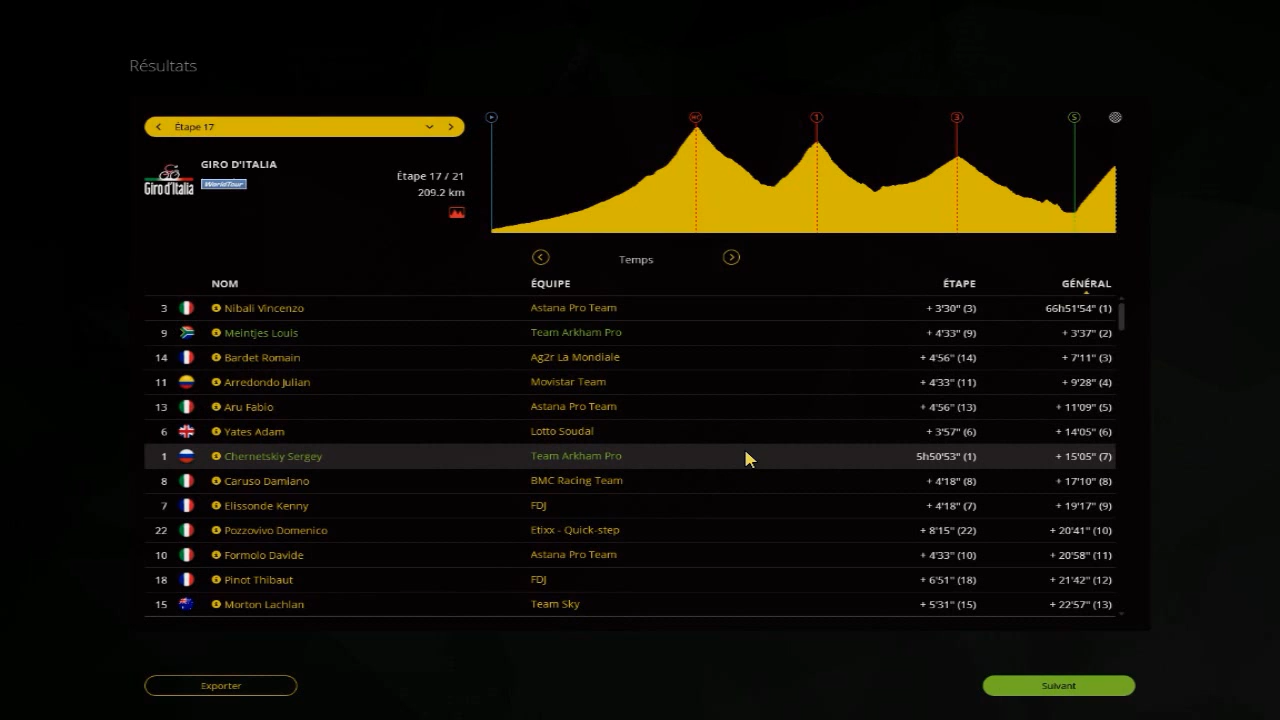 Résultats
Étape 17
GIRO D'ITALIA
WorldTour
Giro d'Italia
Étape 17 / 21
209.2 km
HC 1 3 S
Temps
NOM ÉQUIPE ÉTAPE GÉNÉRAL
3 Nibali Vincenzo Astana Pro Team + 3'30" (3) 66h51'54" (1)
9 Meintjes Louis Team Arkham Pro + 4'33" (9) + 3'37" (2)
14 Bardet Romain Ag2r La Mondiale + 4'56" (14) + 7'11" (3)
11 Arredondo Julian Movistar Team + 4'33" (11) + 9'28" (4)
13 Aru Fabio Astana Pro Team + 4'56" (13) + 11'09" (5)
6 Yates Adam Lotto Soudal + 3'57" (6) + 14'05" (6)
1 Chernetskiy Sergey Team Arkham Pro 5h50'53" (1) + 15'05" (7)
8 Caruso Damiano BMC Racing Team + 4'18" (8) + 17'10" (8)
7 Elissonde Kenny FDJ + 4'18" (7) + 19'17" (9)
22 Pozzovivo Domenico Etixx - Quick-step + 8'15" (22) + 20'41" (10)
10 Formolo Davide Astana Pro Team + 4'33" (10) + 20'58" (11)
18 Pinot Thibaut FDJ + 6'51" (18) + 21'42" (12)
15 Morton Lachlan Team Sky + 5'31" (15) + 22'57" (13)
Exporter
Suivant